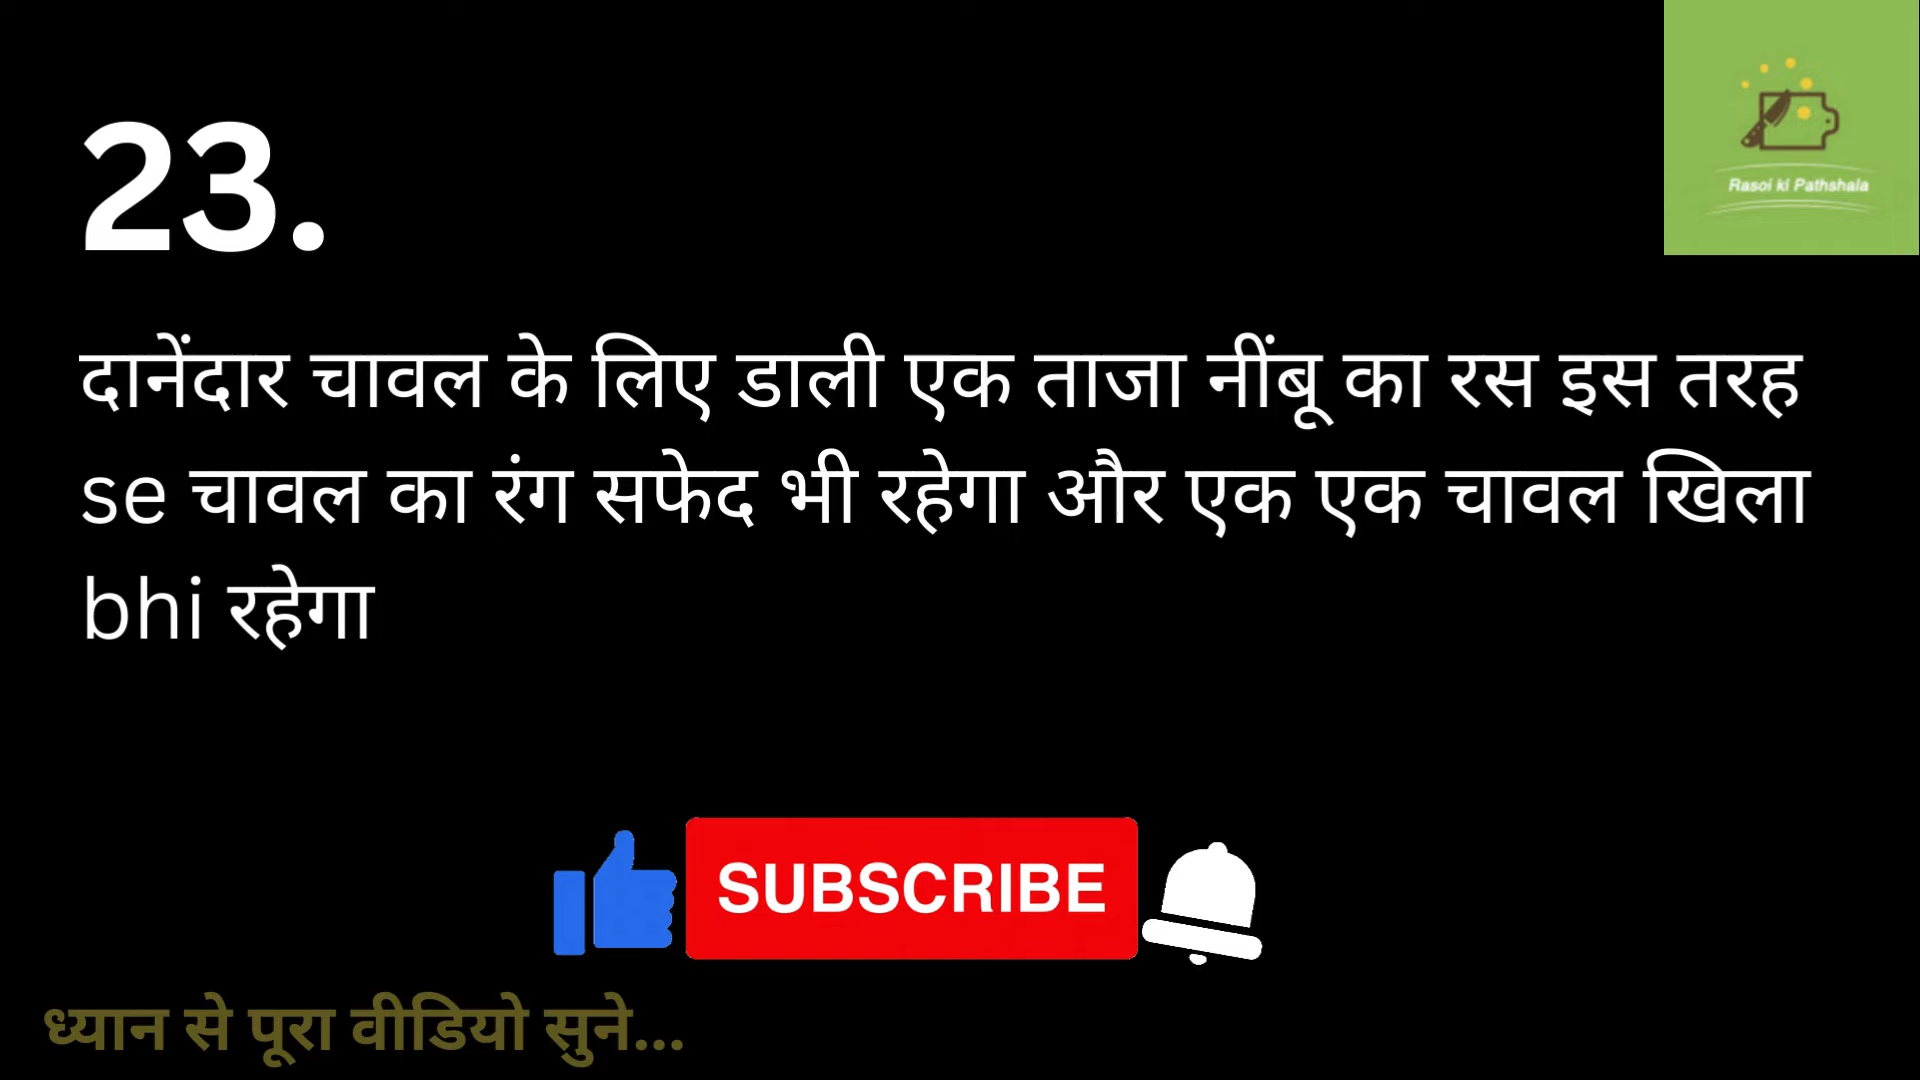 23.
Rasoi ki Pathshala
दानेंदार चावल के लिए डाली एक ताजा नींबू का रस इस तरह
se चावल का रंग सफेद भी रहेगा और एक एक चावल खिला
bhi रहेगा
SUBSCRIBE
ध्यान से पूरा वीडियो सुने...